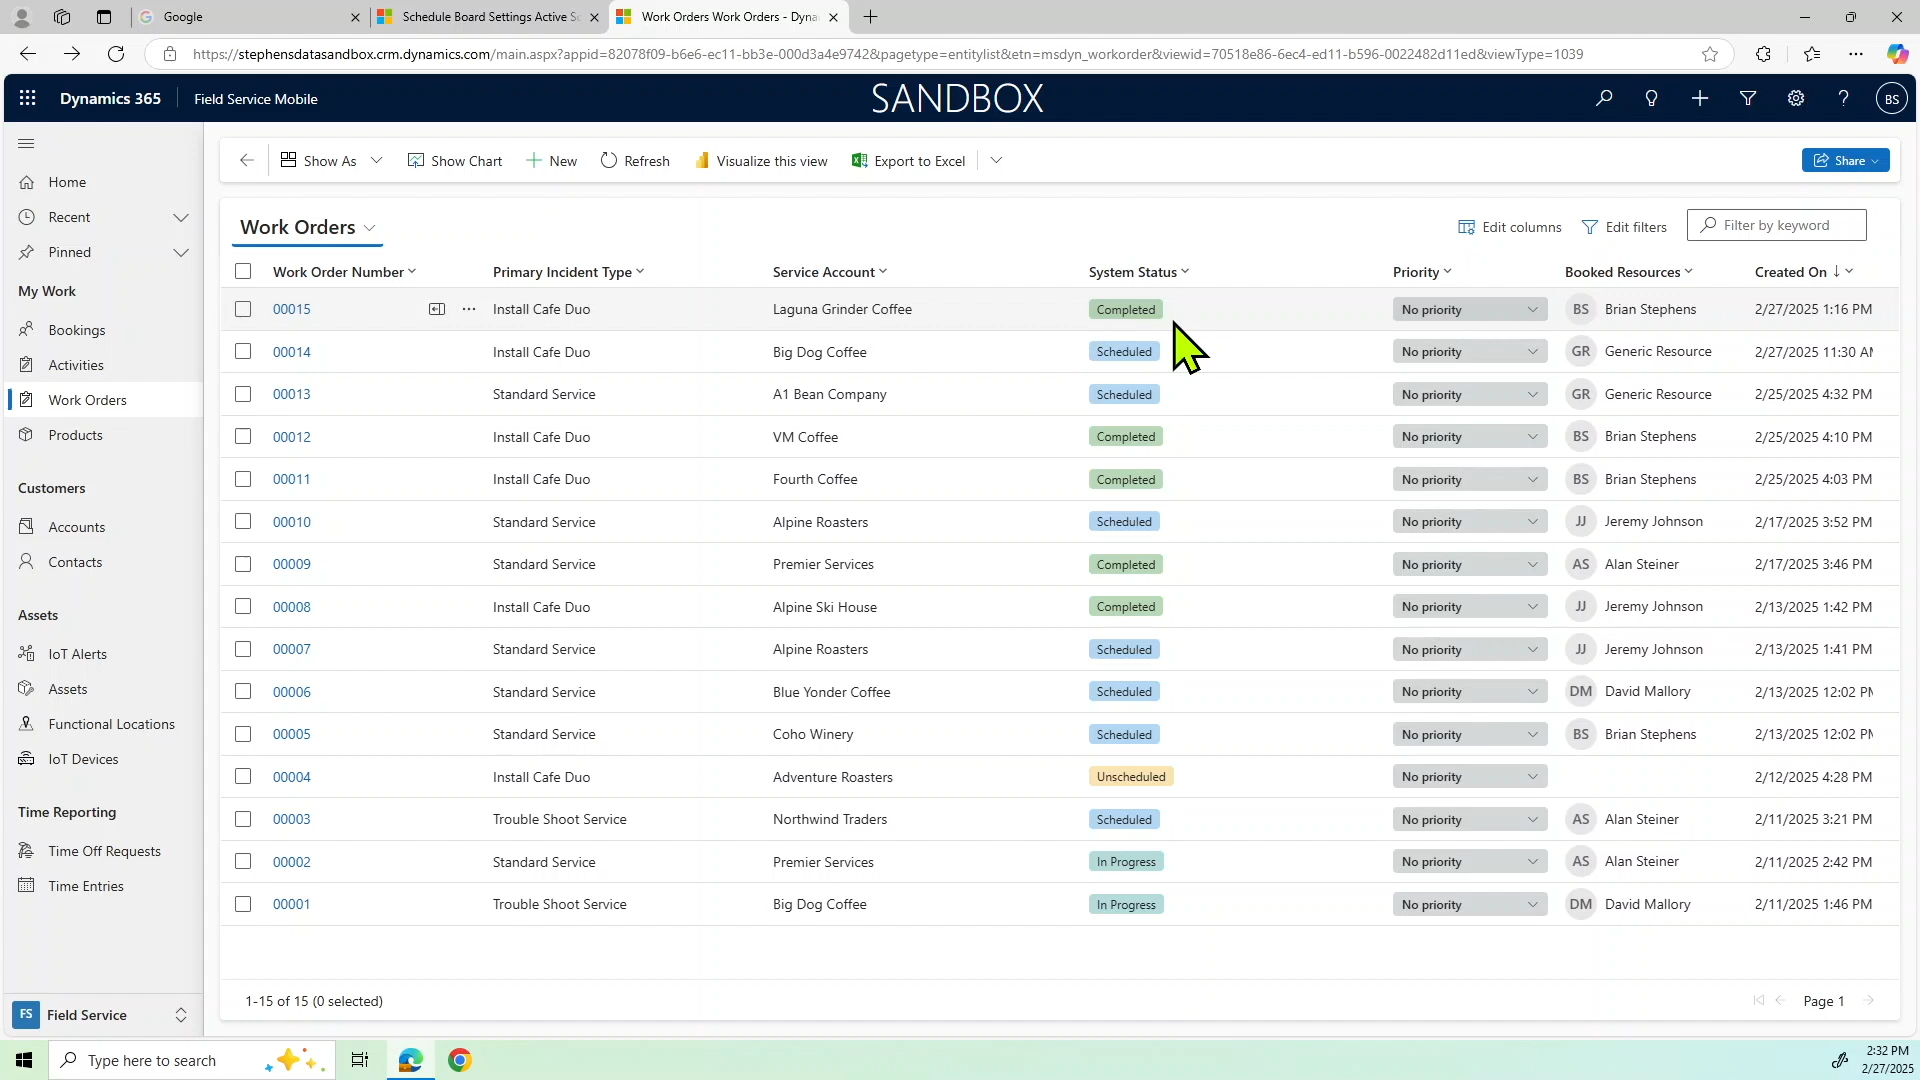 Google
Schedule Board Settings Active Sc
Work Orders Work Orders - Dyna
https://stephensdatasandbox.crm.dynamics.com/main.aspx?appid=82078f09-b6e6-ec11-bb3e-000d3a4e9742&pagetype=entitylist&etn=msdyn_workorder&viewid=70518e86-6ec4-ed11-b596-0022482d11ed&viewType=1039
Dynamics 365 Field Service Mobile SANDBOX BS
Show As Show Chart New Refresh Visualize this view Export to Excel Share
Home
Recent
Pinned
My Work
Bookings
Activities
Work Orders
Products
Customers
Accounts
Contacts
Assets
IoT Alerts
Assets
Functional Locations
IoT Devices
Time Reporting
Time Off Requests
Time Entries
FS Field Service
Work Orders Edit columns Edit filters Filter by keyword
Work Order Number Primary Incident Type Service Account System Status Priority Booked Resources Created On
00015 Install Cafe Duo Laguna Grinder Coffee Completed No priority BS Brian Stephens 2/27/2025 1:16 PM
00014 Install Cafe Duo Big Dog Coffee Scheduled No priority GR Generic Resource 2/27/2025 11:30 AM
00013 Standard Service A1 Bean Company Scheduled No priority GR Generic Resource 2/25/2025 4:32 PM
00012 Install Cafe Duo VM Coffee Completed No priority BS Brian Stephens 2/25/2025 4:10 PM
00011 Install Cafe Duo Fourth Coffee Completed No priority BS Brian Stephens 2/25/2025 4:03 PM
00010 Standard Service Alpine Roasters Scheduled No priority JJ Jeremy Johnson 2/17/2025 3:52 PM
00009 Standard Service Premier Services Completed No priority AS Alan Steiner 2/17/2025 3:46 PM
00008 Install Cafe Duo Alpine Ski House Completed No priority JJ Jeremy Johnson 2/13/2025 1:42 PM
00007 Standard Service Alpine Roasters Scheduled No priority JJ Jeremy Johnson 2/13/2025 1:41 PM
00006 Standard Service Blue Yonder Coffee Scheduled No priority DM David Mallory 2/13/2025 12:02 PM
00005 Standard Service Coho Winery Scheduled No priority BS Brian Stephens 2/13/2025 12:02 PM
00004 Install Cafe Duo Adventure Roasters Unscheduled No priority 2/12/2025 4:28 PM
00003 Trouble Shoot Service Northwind Traders Scheduled No priority AS Alan Steiner 2/11/2025 3:21 PM
00002 Standard Service Premier Services In Progress No priority AS Alan Steiner 2/11/2025 2:42 PM
00001 Trouble Shoot Service Big Dog Coffee In Progress No priority DM David Mallory 2/11/2025 1:46 PM
1-15 of 15 (0 selected) Page 1
Type here to search
2:32 PM
2/27/2025